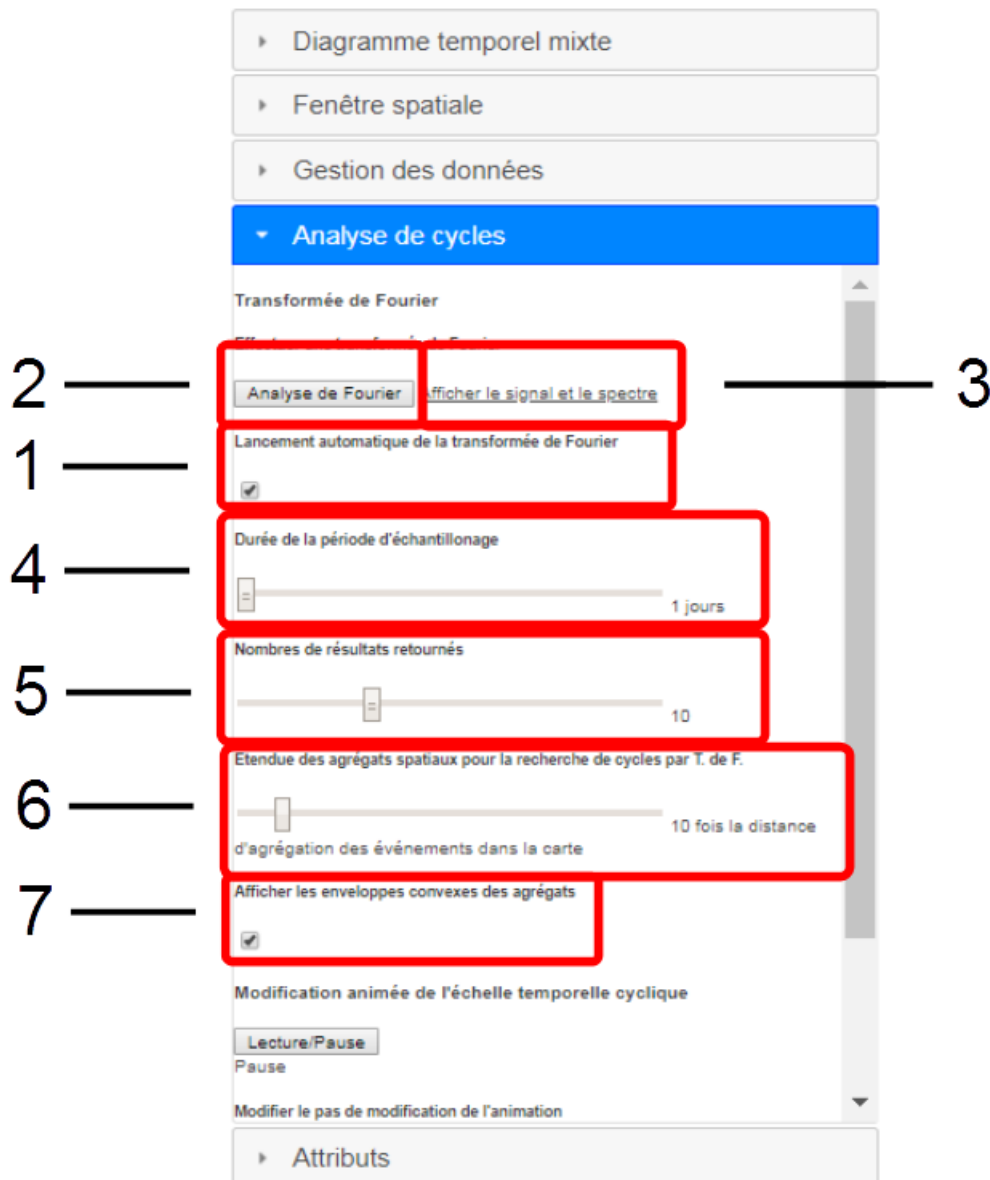 Diagramme temporel mixte
Fenêtre spatiale
Gestion des données
Analyse de cycles
Transformée de Fourier
2
Analyse de Fourier
Afficher le signal et le spectre
3
1
Lancement automatique de la transformée de Fourier
4
Durée de la période d'échantillonage
1 jours
5
Nombres de résultats retournés
10
6
Etendue des agrégats spatiaux pour la recherche de cycles par T. de F.
10 fois la distance
d'agrégation des événements dans la carte
7
Afficher les enveloppes convexes des agrégats
Modification animée de l'échelle temporelle cyclique
Lecture/Pause
Pause
Modifier le pas de modification de l'animation
Attributs